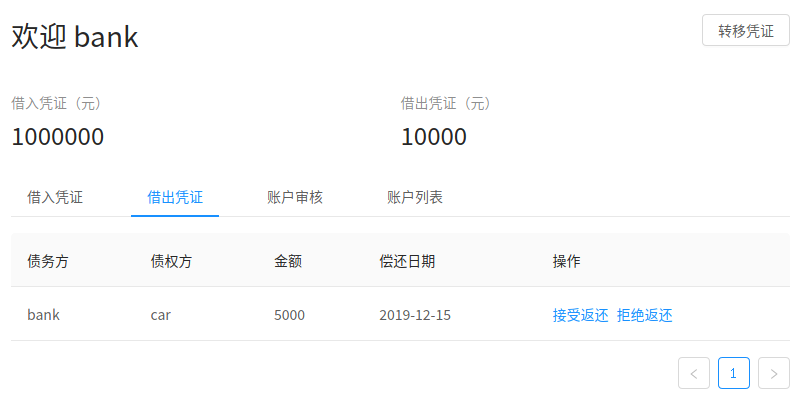 欢迎 bank
转移凭证
借入凭证（元）
借出凭证（元）
1000000
10000
借入凭证 借出凭证 账户审核 账户列表
债务方 债权方 金额 偿还日期 操作
bank car 5000 2019-12-15 接受返还 拒绝返还
1